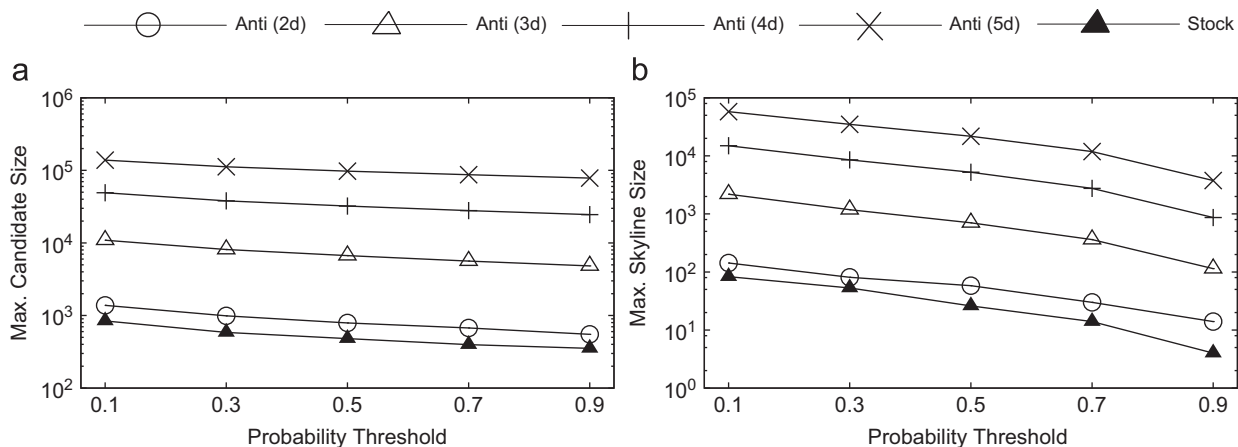 Anti (2d) Anti (3d) Anti (4d) Anti (5d) Stock
a
10^6
10^5
10^4
10^3
10^2
Max. Candidate Size
0.1 0.3 0.5 0.7 0.9
Probability Threshold
b
10^5
10^4
10^3
10^2
10^1
10^0
Max. Skyline Size
0.1 0.3 0.5 0.7 0.9
Probability Threshold